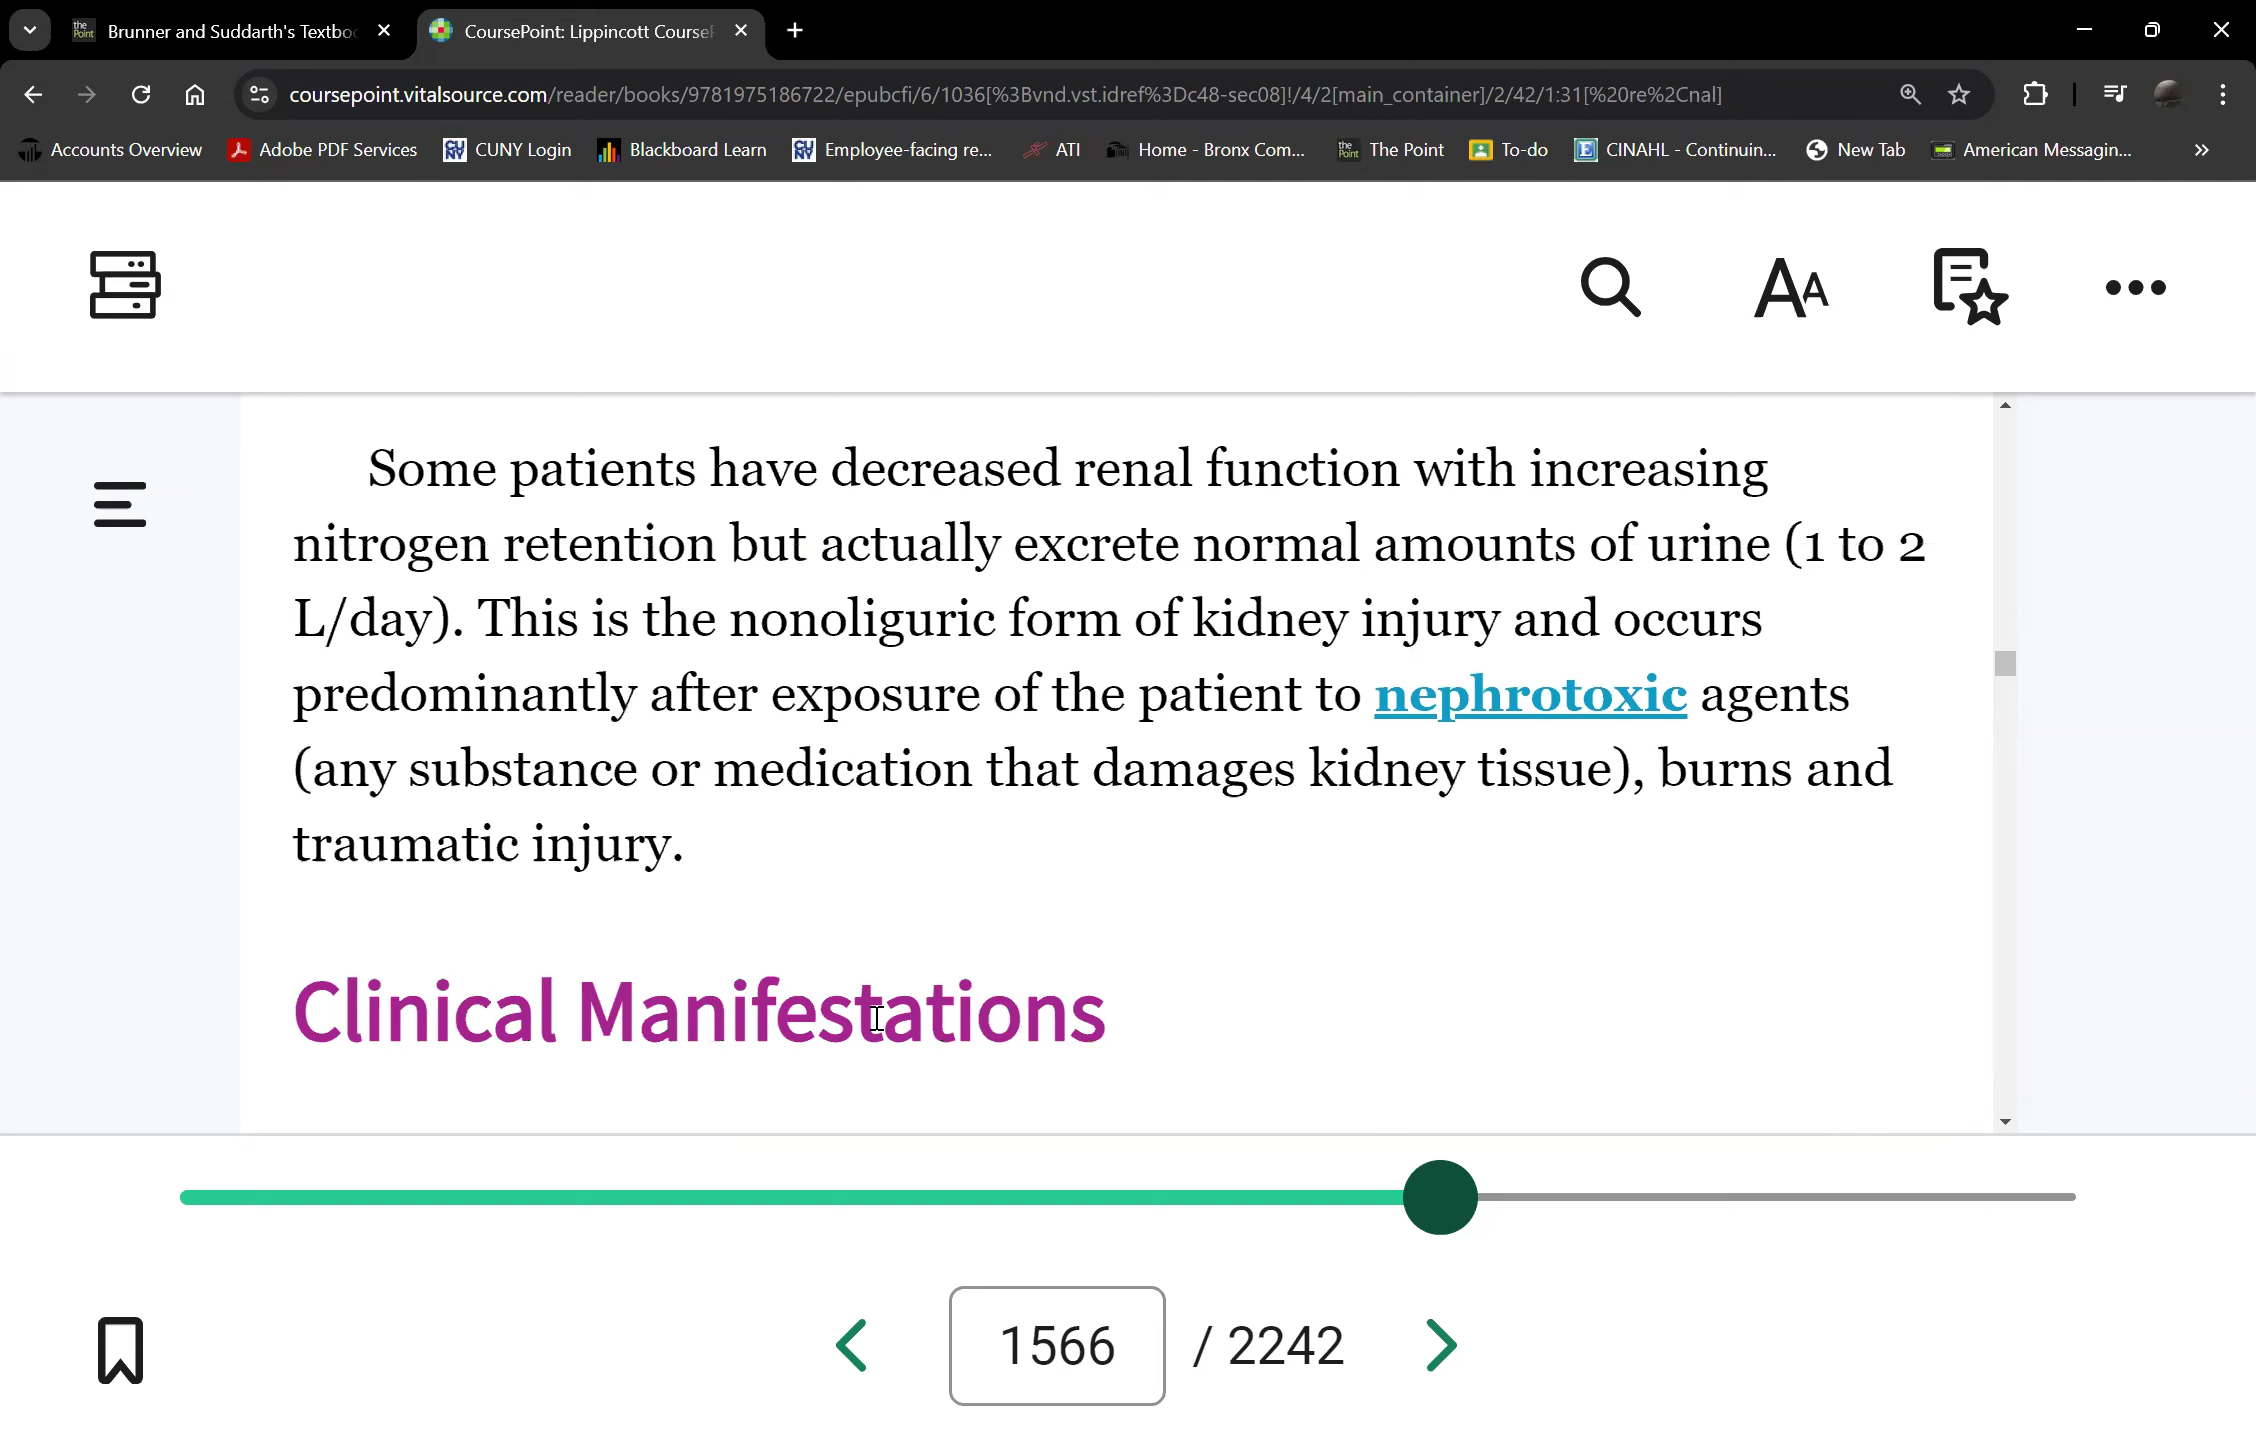 Brunner and Suddarth's Textbo
CoursePoint: Lippincott Course
coursepoint.vitalsource.com/reader/books/9781975186722/epubcfi/6/1036[%3Bvnd.vst.idref%3Dc48-sec08]!/4/2[main_container]/2/42/1:31[%20re%2Cnal]
Accounts Overview Adobe PDF Services CUNY Login Blackboard Learn Employee-facing re... ATI Home - Bronx Com... The Point To-do CINAHL - Continuin... New Tab American Messagin...
Some patients have decreased renal function with increasing
nitrogen retention but actually excrete normal amounts of urine (1 to 2
L/day). This is the nonoliguric form of kidney injury and occurs
predominantly after exposure of the patient to nephrotoxic agents
(any substance or medication that damages kidney tissue), burns and
traumatic injury.
Clinical Manifestations
1566 / 2242